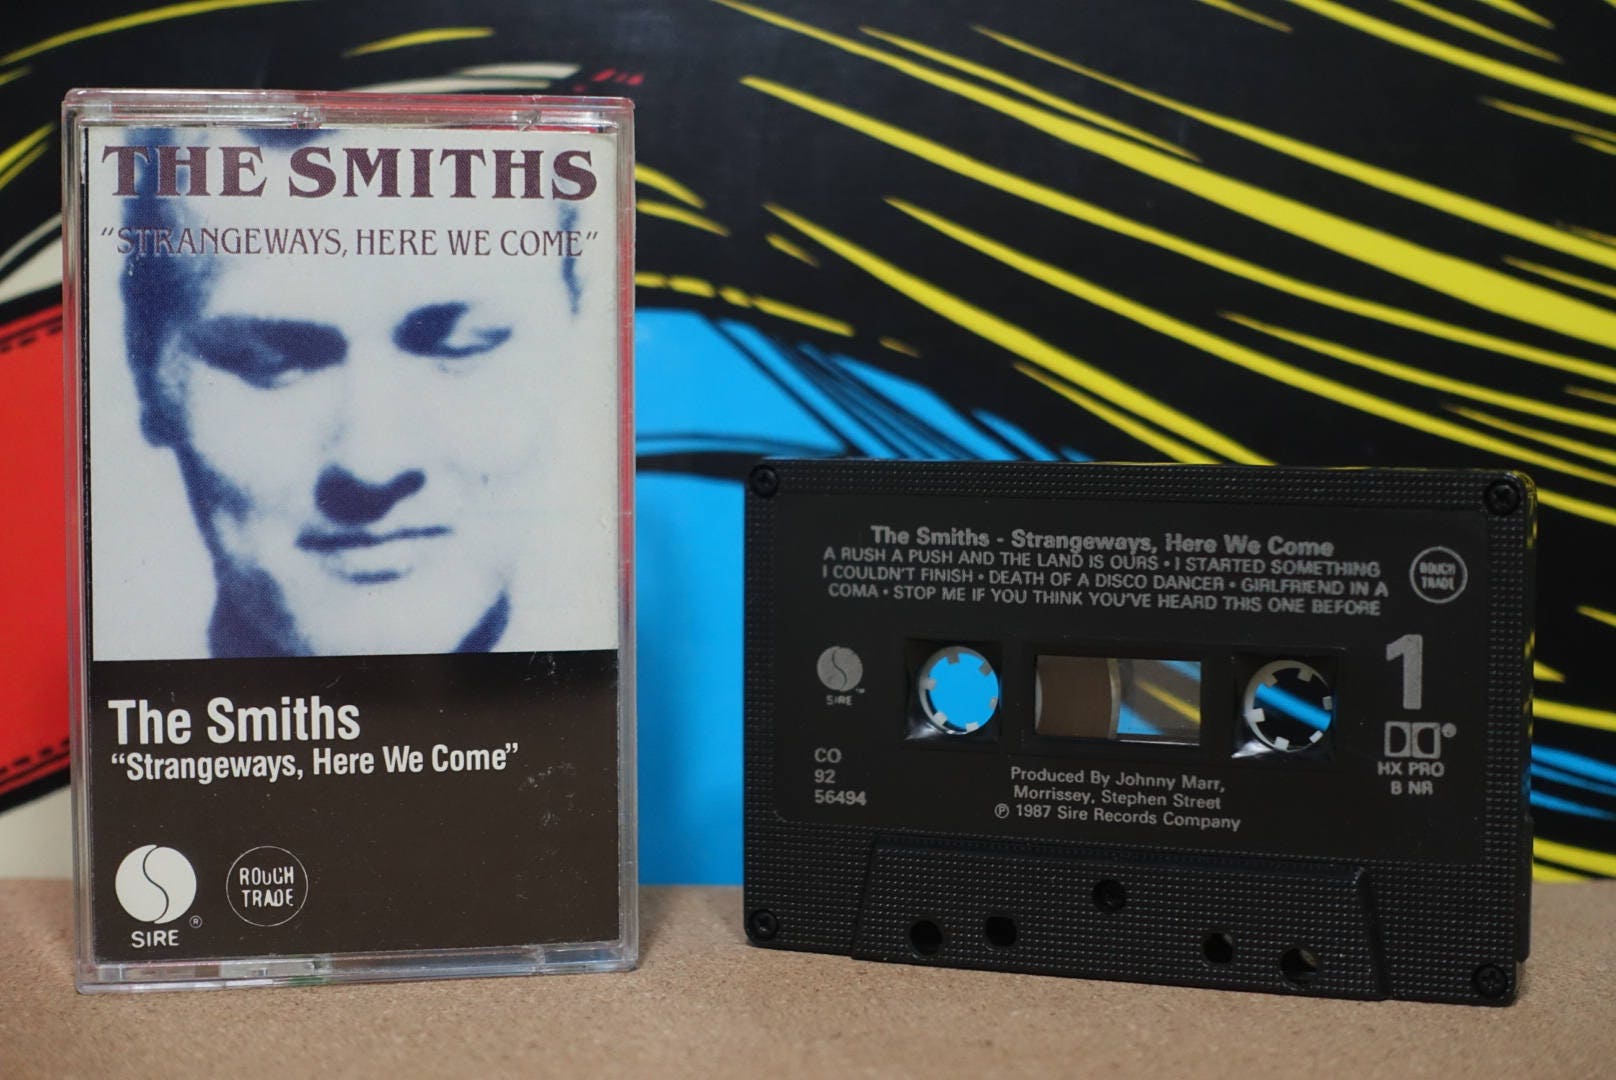 THE SMITHS
"STRANGEWAYS, HERE WE COME"
The Smiths
"Strangeways, Here We Come"
SIRE
®
ROUGH
TRADE
The Smiths - Strangeways, Here We Come
A RUSH A PUSH AND THE LAND IS OURS • I STARTED SOMETHING
I COULDN'T FINISH • DEATH OF A DISCO DANCER • GIRLFRIEND IN A
COMA • STOP ME IF YOU THINK YOU'VE HEARD THIS ONE BEFORE
ROUGH
TRADE
SIRE
™
1
CO
92
56494
®
HX PRO
B NR
Produced By Johnny Marr,
Morrissey, Stephen Street
℗ 1987 Sire Records Company